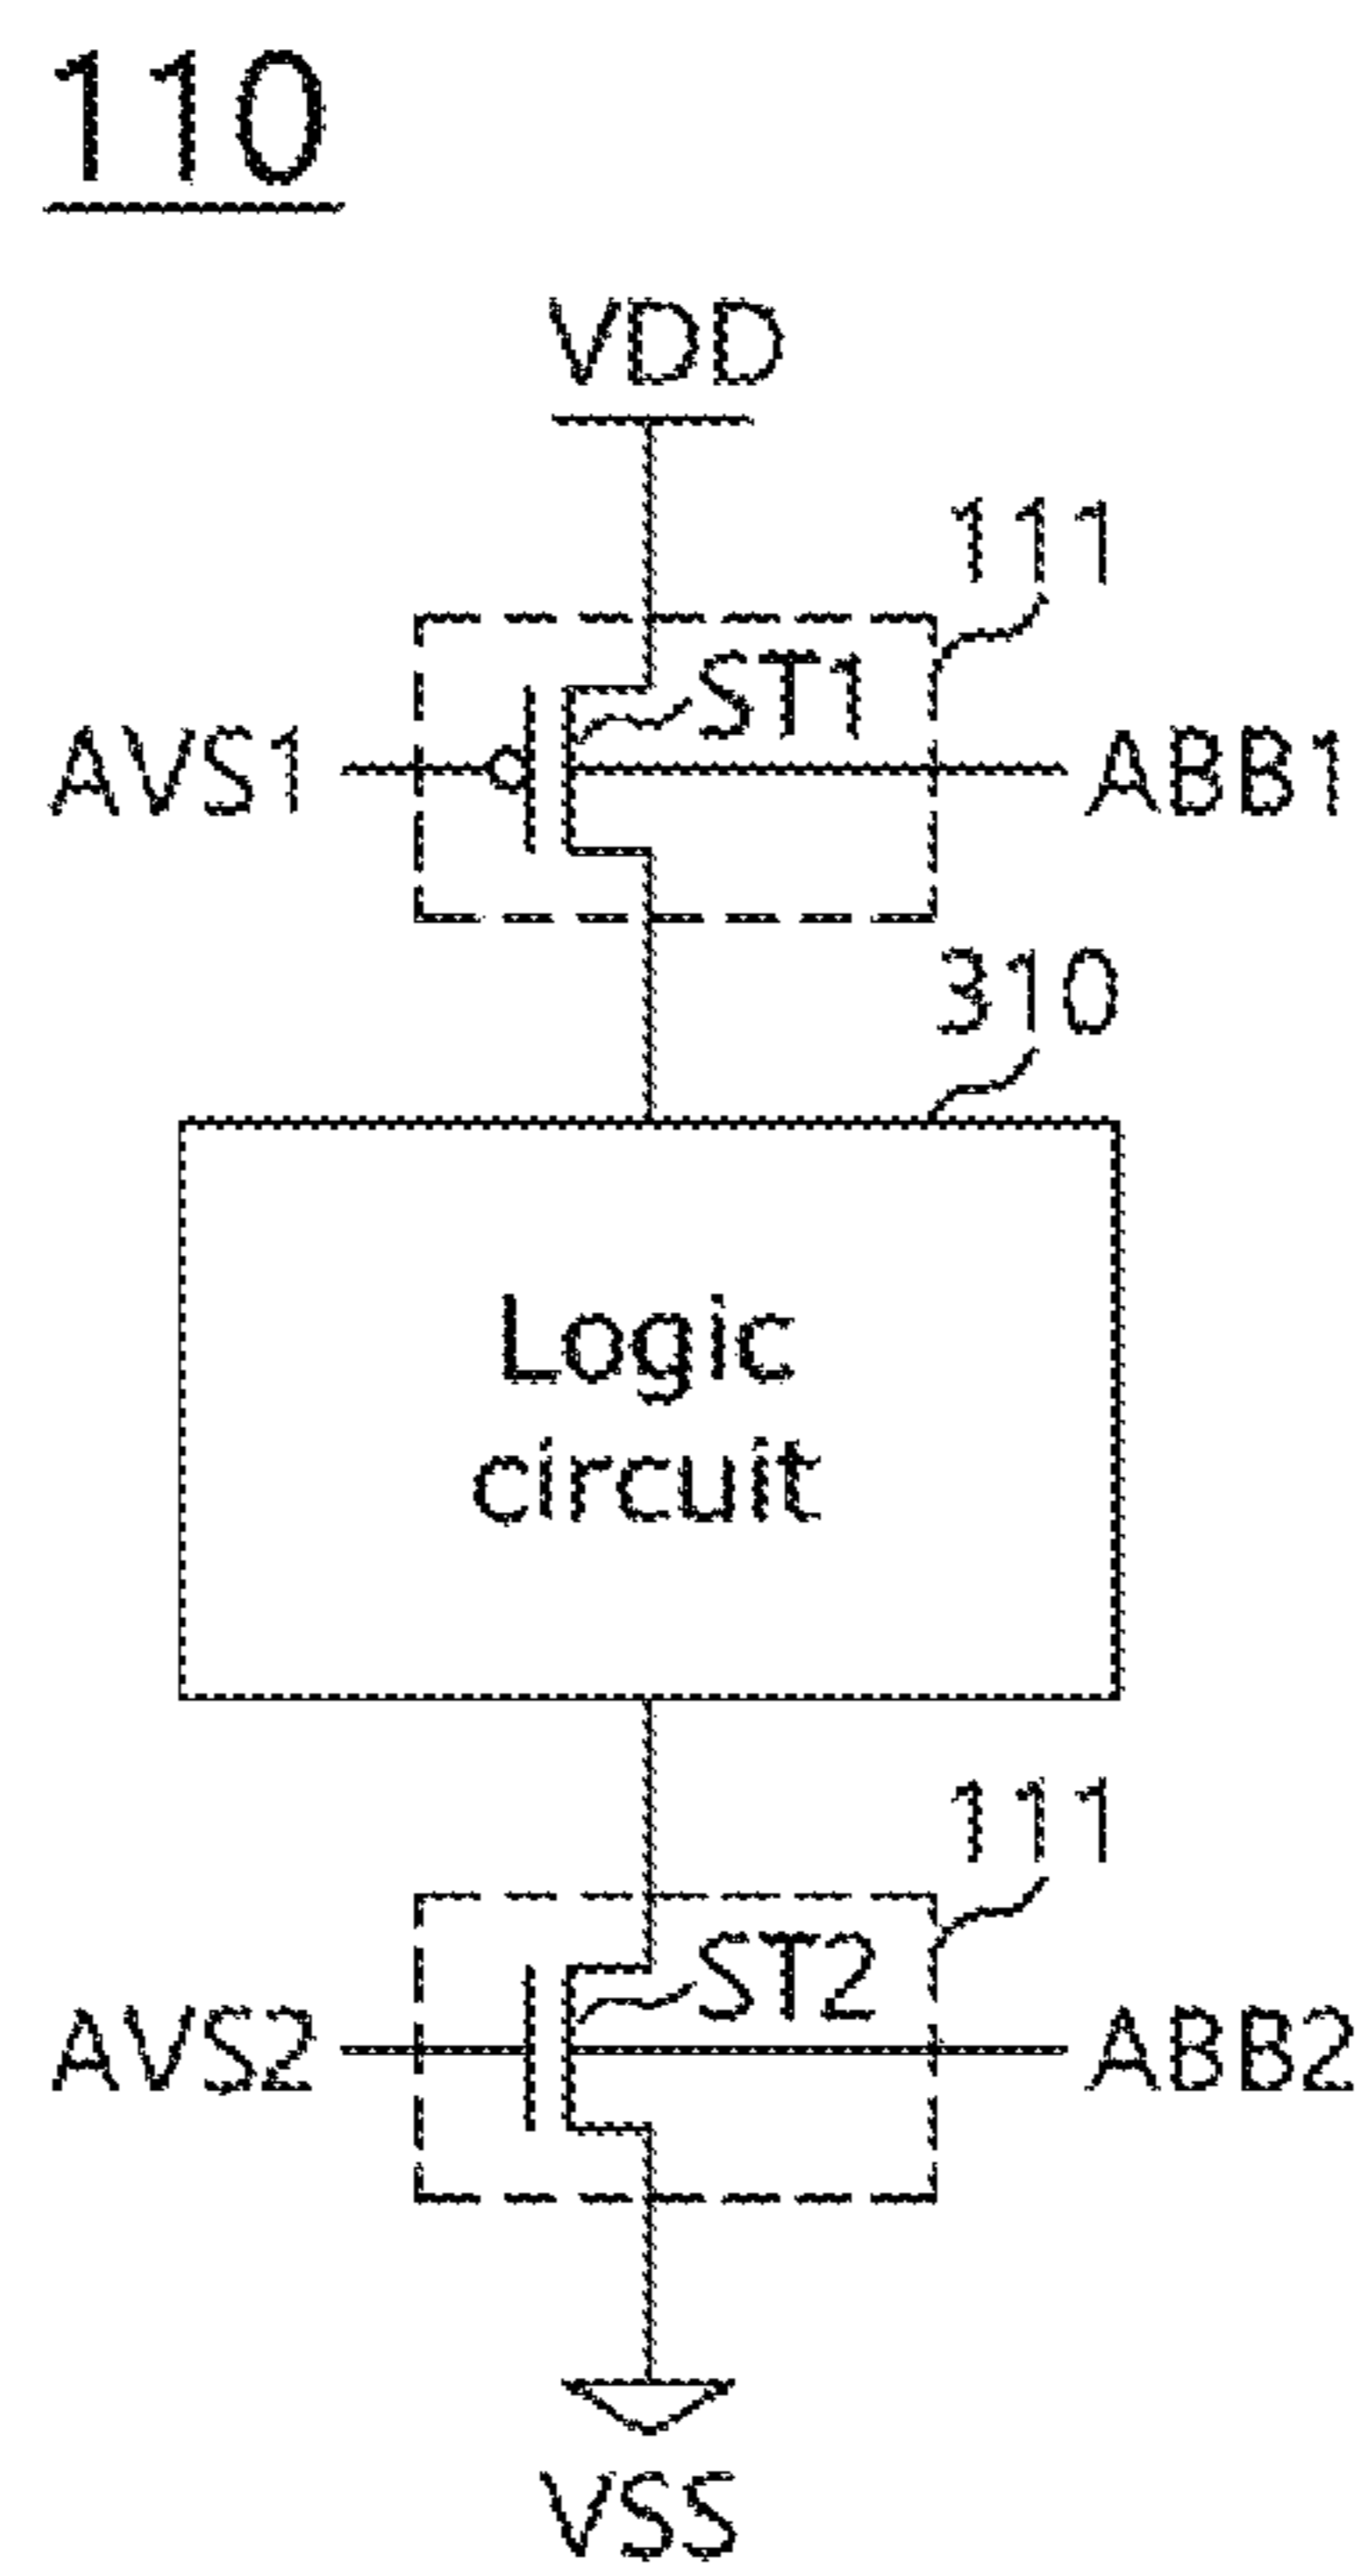 110
VDD
111
ST1
AVS1
ABB1
310
Logic
circuit
111
ST2
AVS2
ABB2
VSS